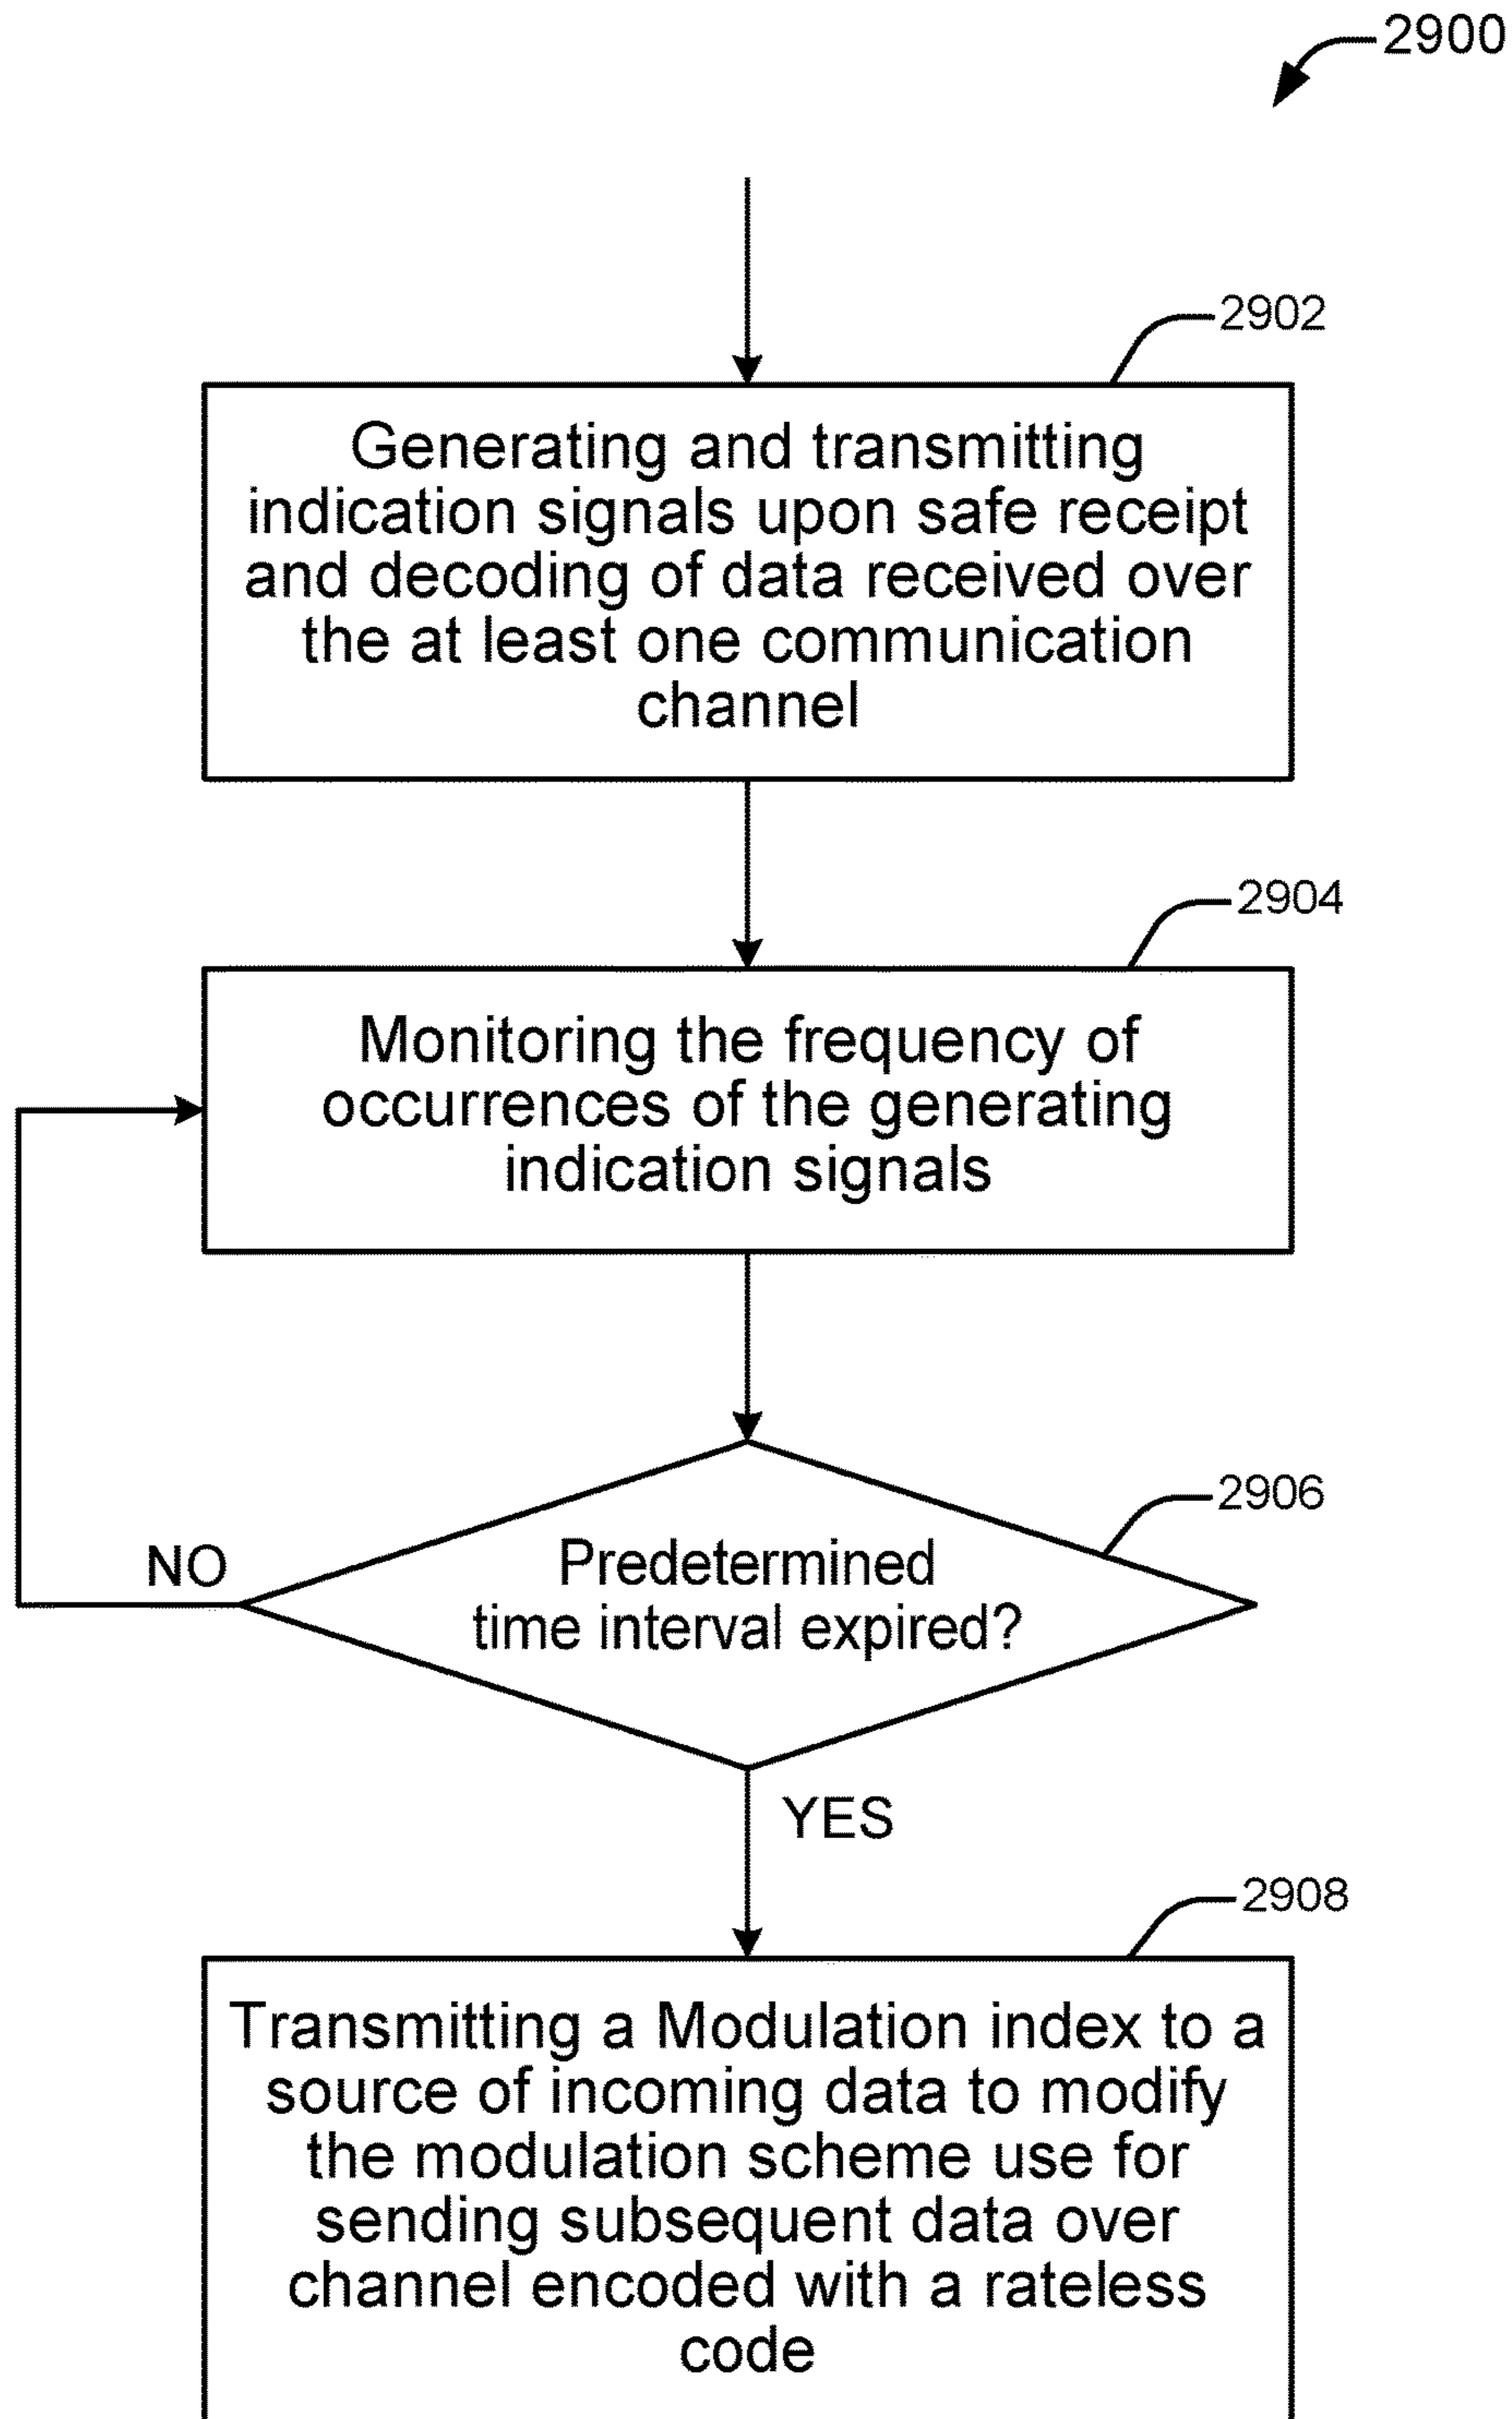 2900
2902
Generating and transmitting
indication signals upon safe receipt
and decoding of data received over
the at least one communication
channel
2904
Monitoring the frequency of
occurrences of the generating
indication signals
2906
Predetermined
time interval expired?
NO
YES
2908
Transmitting a Modulation index to a
source of incoming data to modify
the modulation scheme use for
sending subsequent data over
channel encoded with a rateless
code